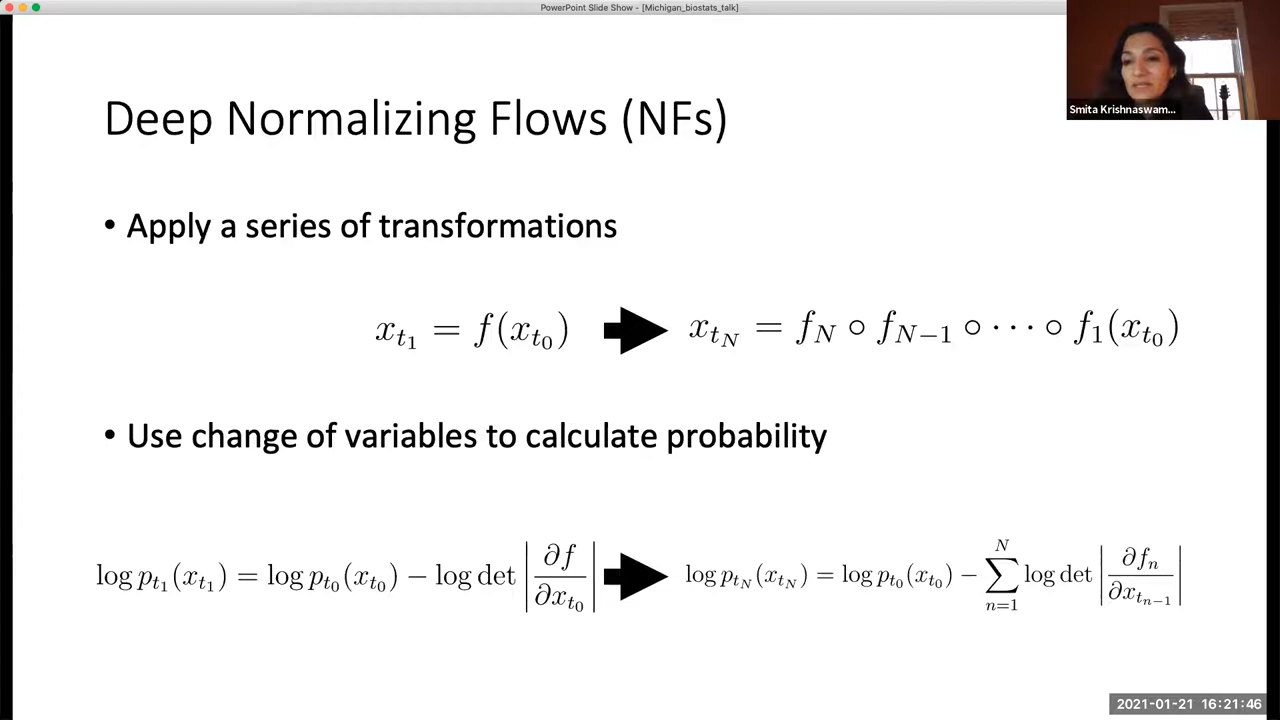 PowerPoint Slide Show - [Michigan_biostats_talk]
Smita Krishnaswam...
Deep Normalizing Flows (NFs)
• Apply a series of transformations
x_{t_1} = f(x_{t_0}) x_{t_N} = f_N ∘ f_{N−1} ∘ ⋯ ∘ f_1(x_{t_0})
• Use change of variables to calculate probability
log p_{t_1}(x_{t_1}) = log p_{t_0}(x_{t_0}) − log det |∂f/∂x_{t_0}| log p_{t_N}(x_{t_N}) = log p_{t_0}(x_{t_0}) − ∑_{n=1}^{N} log det |∂f_n/∂x_{t_{n−1}}|
2021-01-21 16:21:46